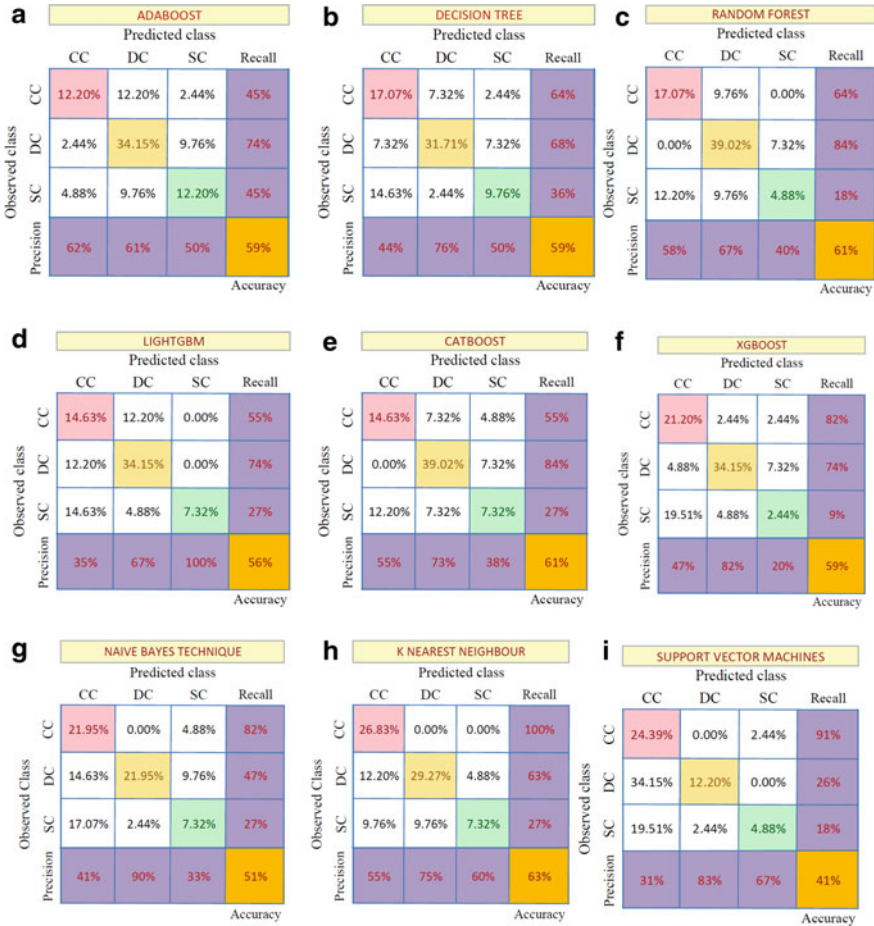 a
ADABOOST
Predicted class
CC DC SC Recall
Observed class
CC 12.20% 12.20% 2.44% 45%
DC 2.44% 34.15% 9.76% 74%
SC 4.88% 9.76% 12.20% 45%
Precision 62% 61% 50% 59%
Accuracy
b
DECISION TREE
Predicted class
CC DC SC Recall
Observed class
CC 17.07% 7.32% 2.44% 64%
DC 7.32% 31.71% 7.32% 68%
SC 14.63% 2.44% 9.76% 36%
Precision 44% 76% 50% 59%
Accuracy
c
RANDOM FOREST
Predicted class
CC DC SC Recall
Observed class
CC 17.07% 9.76% 0.00% 64%
DC 0.00% 39.02% 7.32% 84%
SC 12.20% 9.76% 4.88% 18%
Precision 58% 67% 40% 61%
Accuracy
d
LIGHTGBM
Predicted class
CC DC SC Recall
Observed class
CC 14.63% 12.20% 0.00% 55%
DC 12.20% 34.15% 0.00% 74%
SC 14.63% 4.88% 7.32% 27%
Precision 35% 67% 100% 56%
Accuracy
e
CATBOOST
Predicted class
CC DC SC Recall
Observed class
CC 14.63% 7.32% 4.88% 55%
DC 0.00% 39.02% 7.32% 84%
SC 12.20% 7.32% 7.32% 27%
Precision 55% 73% 38% 61%
Accuracy
f
XGBOOST
Predicted class
CC DC SC Recall
Observed class
CC 21.20% 2.44% 2.44% 82%
DC 4.88% 34.15% 7.32% 74%
SC 19.51% 4.88% 2.44% 9%
Precision 47% 82% 20% 59%
Accuracy
g
NAIVE BAYES TECHNIQUE
Predicted class
CC DC SC Recall
Observed Class
CC 21.95% 0.00% 4.88% 82%
DC 14.63% 21.95% 9.76% 47%
SC 17.07% 2.44% 7.32% 27%
Precision 41% 90% 33% 51%
Accuracy
h
K NEAREST NEIGHBOUR
Predicted class
CC DC SC Recall
Observed Class
CC 26.83% 0.00% 0.00% 100%
DC 12.20% 29.27% 4.88% 63%
SC 9.76% 9.76% 7.32% 27%
Precision 55% 75% 60% 63%
Accuracy
i
SUPPORT VECTOR MACHINES
Predicted class
CC DC SC Recall
Observed class
CC 24.39% 0.00% 2.44% 91%
DC 34.15% 12.20% 0.00% 26%
SC 19.51% 2.44% 4.88% 18%
Precision 31% 83% 67% 41%
Accuracy